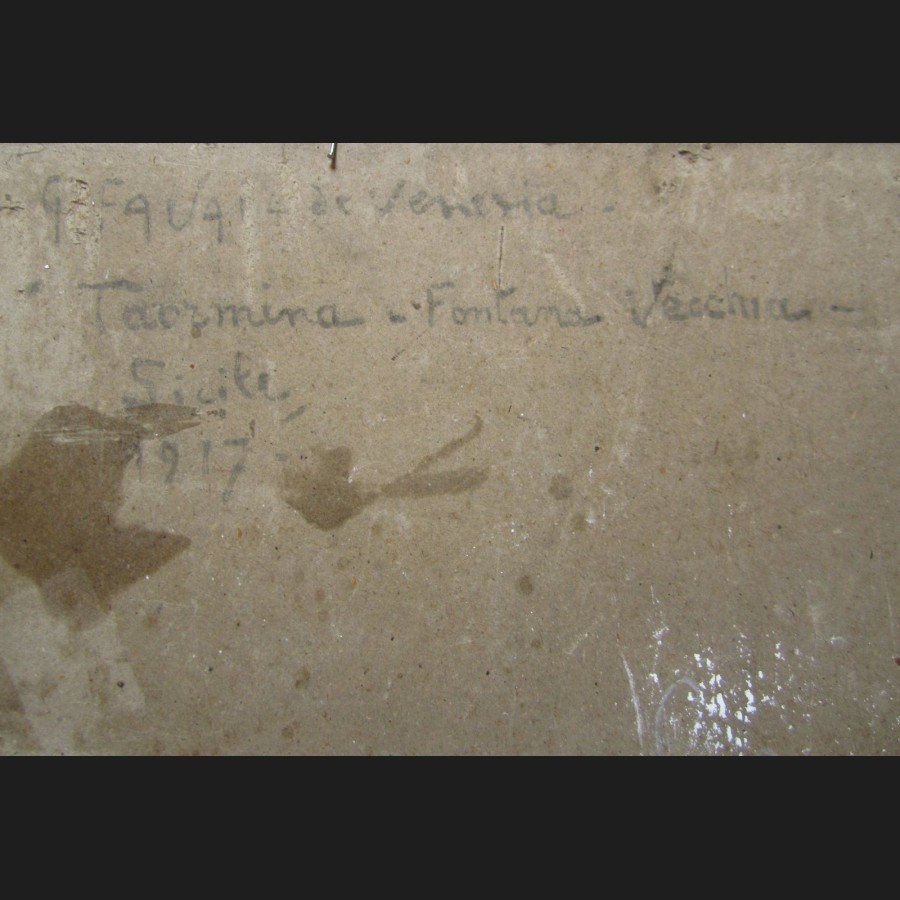 - G. FAVAI - de Venezia -
- Taormina - Fontana Vecchia -
Sicile,
1917 -